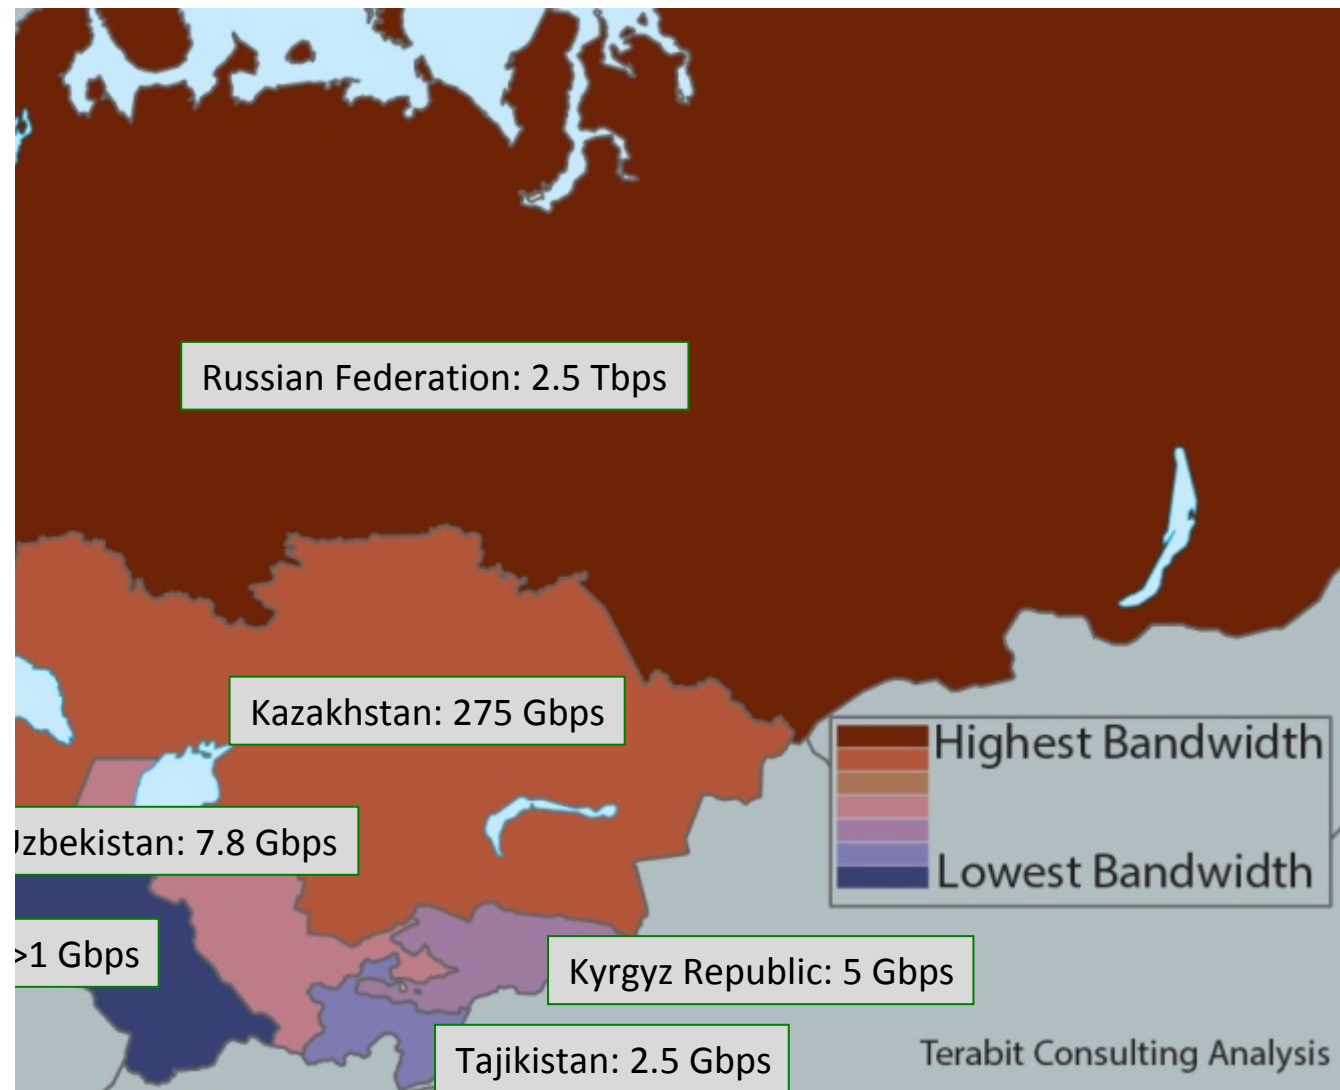 Russian Federation: 2.5 Tbps
Kazakhstan: 275 Gbps
Highest Bandwidth
Uzbekistan: 7.8 Gbps
Lowest Bandwidth
>1 Gbps
Kyrgyz Republic: 5 Gbps
Tajikistan: 2.5 Gbps
Terabit Consulting Analysis